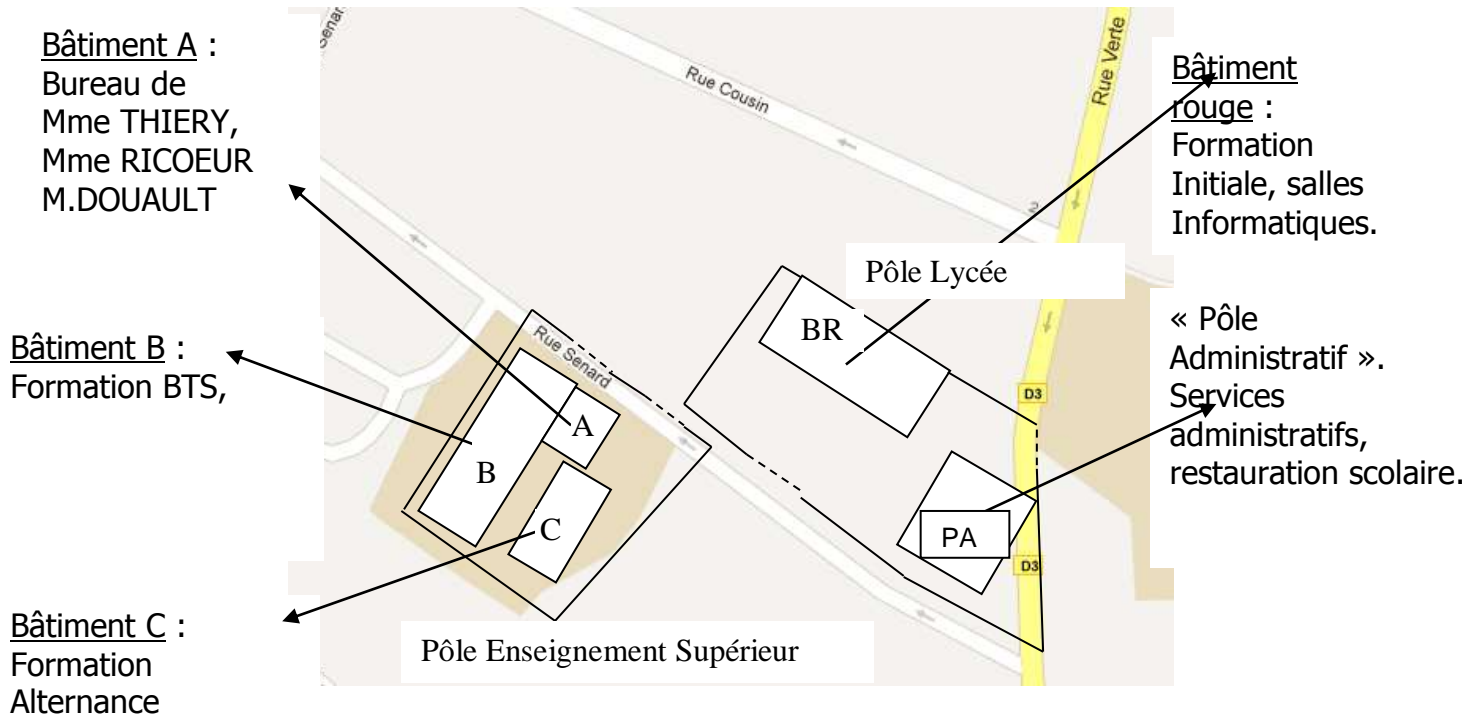 Bâtiment A :
Bureau de
Mme THIERY,
Mme RICOEUR
M.DOUAULT
Bâtiment B :
Formation BTS,
Bâtiment C :
Formation
Alternance
Rue Cousin
Rue Verte
2
Pôle Lycée
BR
Rue Senard
A
B
C
D3
PA
D3
Pôle Enseignement Supérieur
Bâtiment
rouge :
Formation
Initiale, salles
Informatiques.
« Pôle
Administratif ».
Services
administratifs,
restauration scolaire.